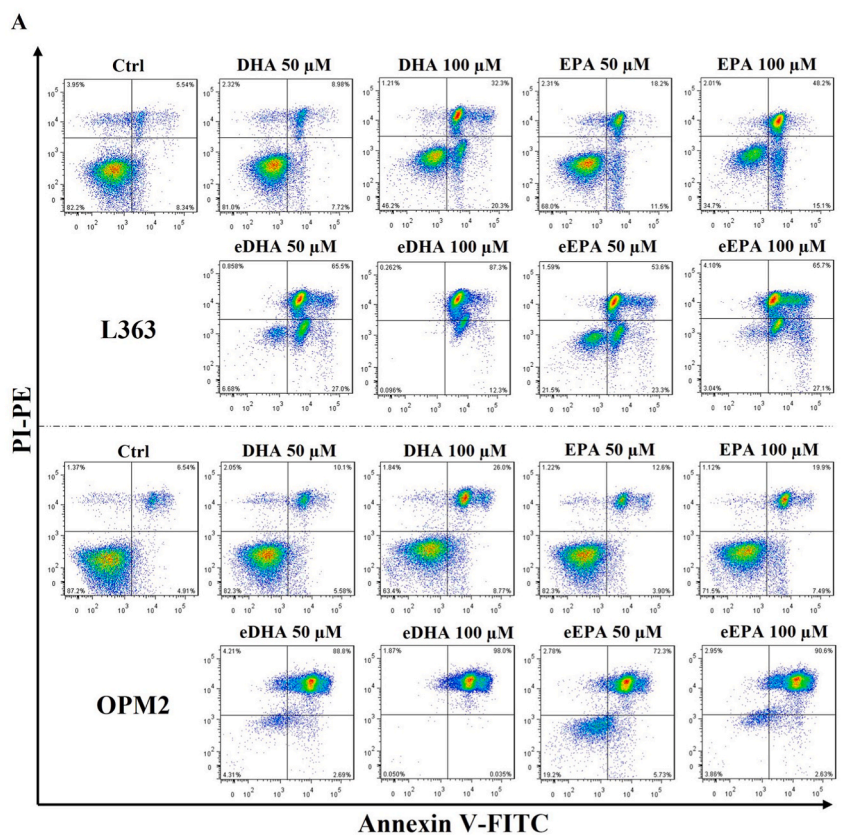 A
Ctrl DHA 50 µM DHA 100 µM EPA 50 µM EPA 100 µM
3.95% 5.54% 2.32% 8.98% 1.21% 32.3% 2.31% 18.2% 2.01% 48.2%
82.2% 8.34% 81.0% 7.72% 46.2% 20.3% 68.0% 11.5% 34.7% 15.1%
eDHA 50 µM eDHA 100 µM eEPA 50 µM eEPA 100 µM
0.858% 65.5% 0.262% 87.3% 1.59% 53.6% 4.18% 65.7%
L363
6.68% 27.0% 0.096% 12.3% 21.5% 23.3% 3.04% 27.1%
PI-PE
Ctrl DHA 50 µM DHA 100 µM EPA 50 µM EPA 100 µM
1.37% 6.54% 2.05% 10.1% 1.84% 26.0% 1.22% 12.6% 1.12% 19.9%
87.2% 4.91% 82.3% 5.58% 63.4% 8.77% 82.3% 3.90% 71.5% 7.49%
eDHA 50 µM eDHA 100 µM eEPA 50 µM eEPA 100 µM
4.21% 88.8% 1.87% 98.0% 2.78% 72.3% 2.95% 90.6%
OPM2
4.31% 2.69% 0.050% 0.035% 19.2% 5.73% 3.86% 2.63%
Annexin V-FITC